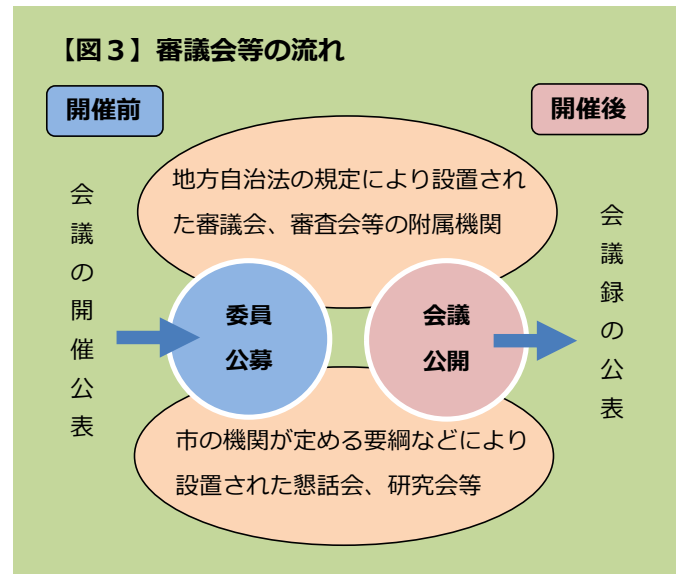 【図３】審議会等の流れ
開催前
開催後
会議の開催公表
地方自治法の規定により設置され
た審議会、審査会等の附属機関
委員
公募
会議
公開
会議録の公表
市の機関が定める要綱などにより
設置された懇話会、研究会等